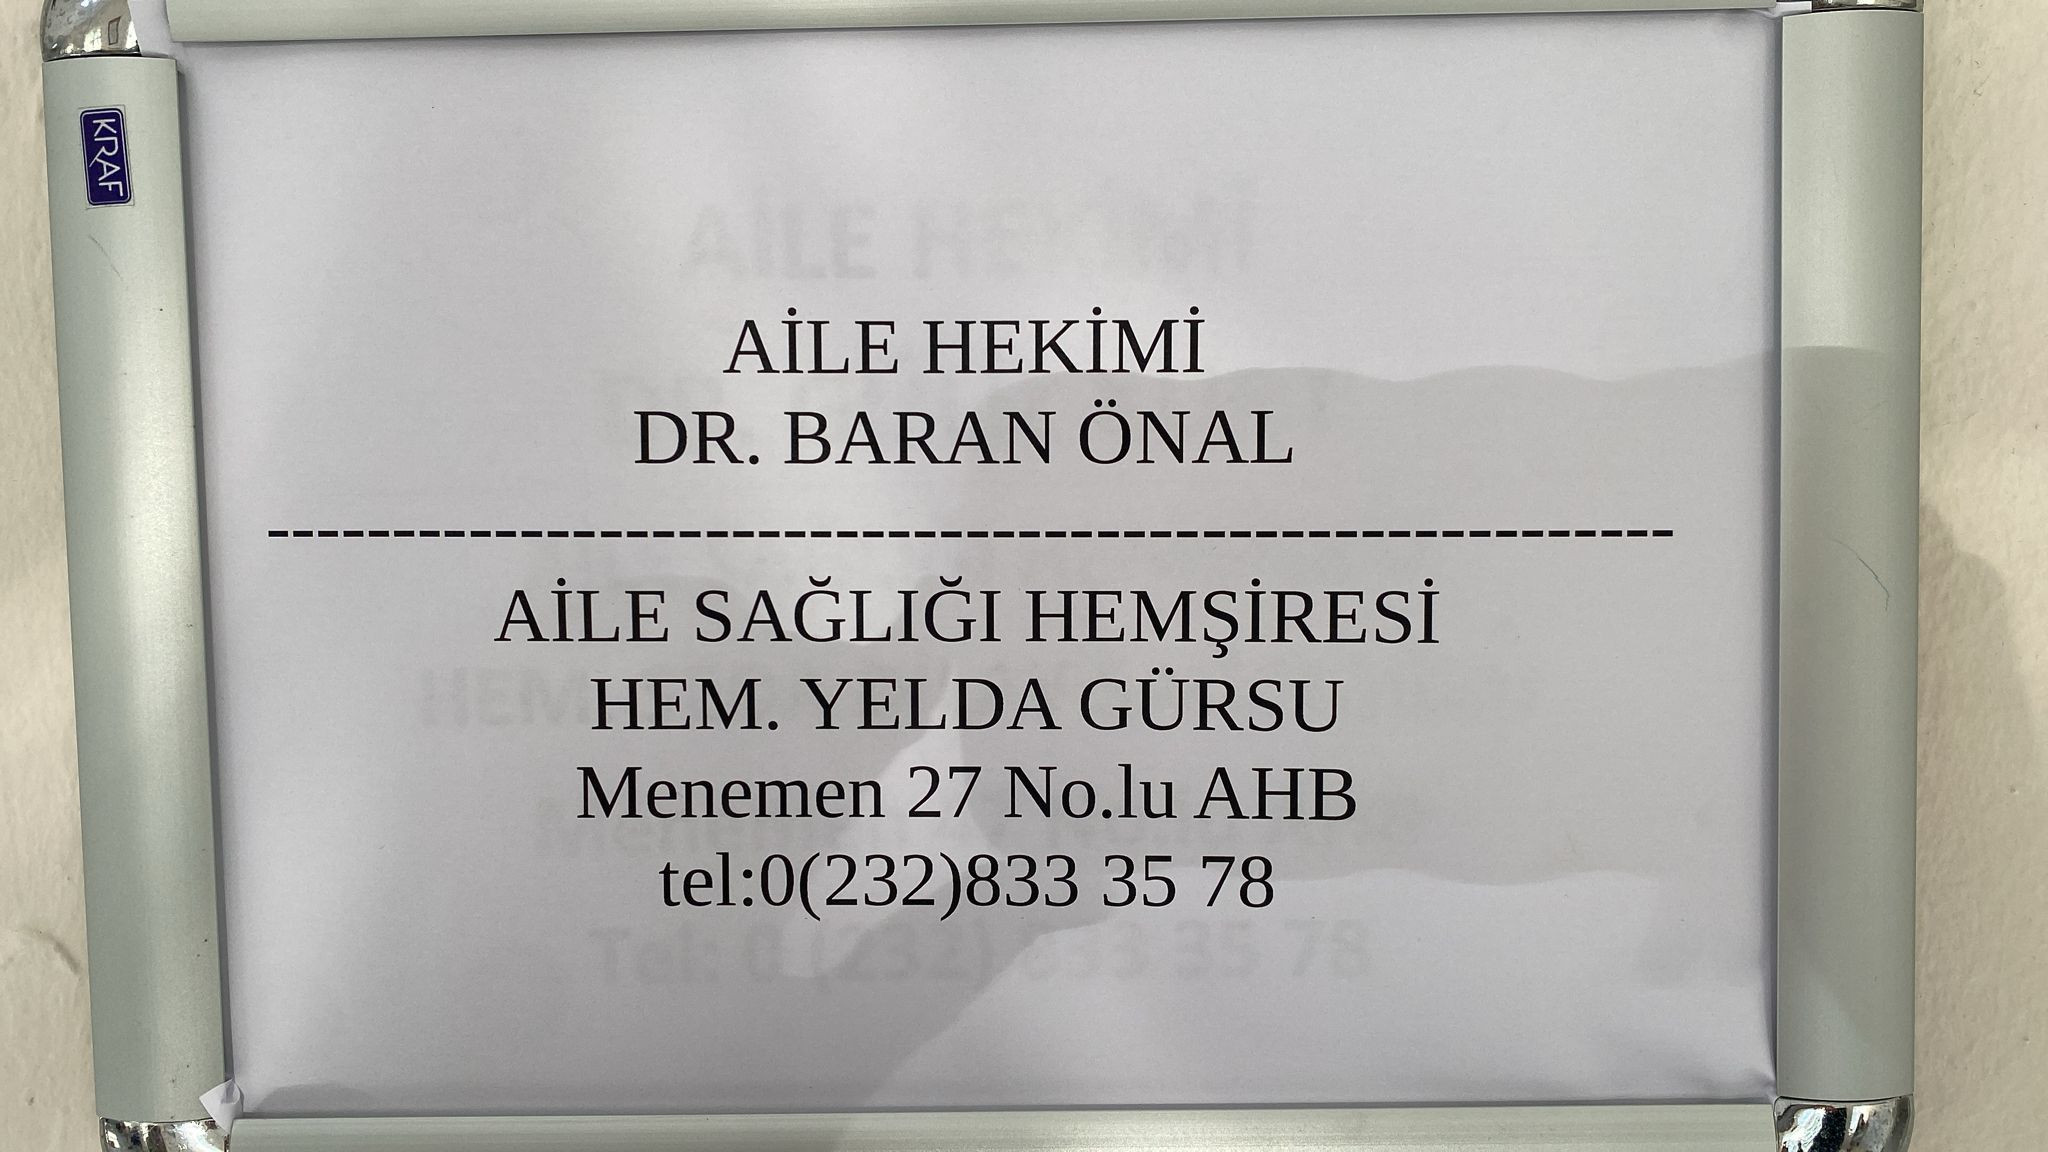 KRAF
AİLE HEKİMİ
DR. BARAN ÖNAL
------------------------------------------------------------
AİLE SAĞLIĞI HEMŞİRESİ
HEM. YELDA GÜRSU
Menemen 27 No.lu AHB
tel:0(232)833 35 78